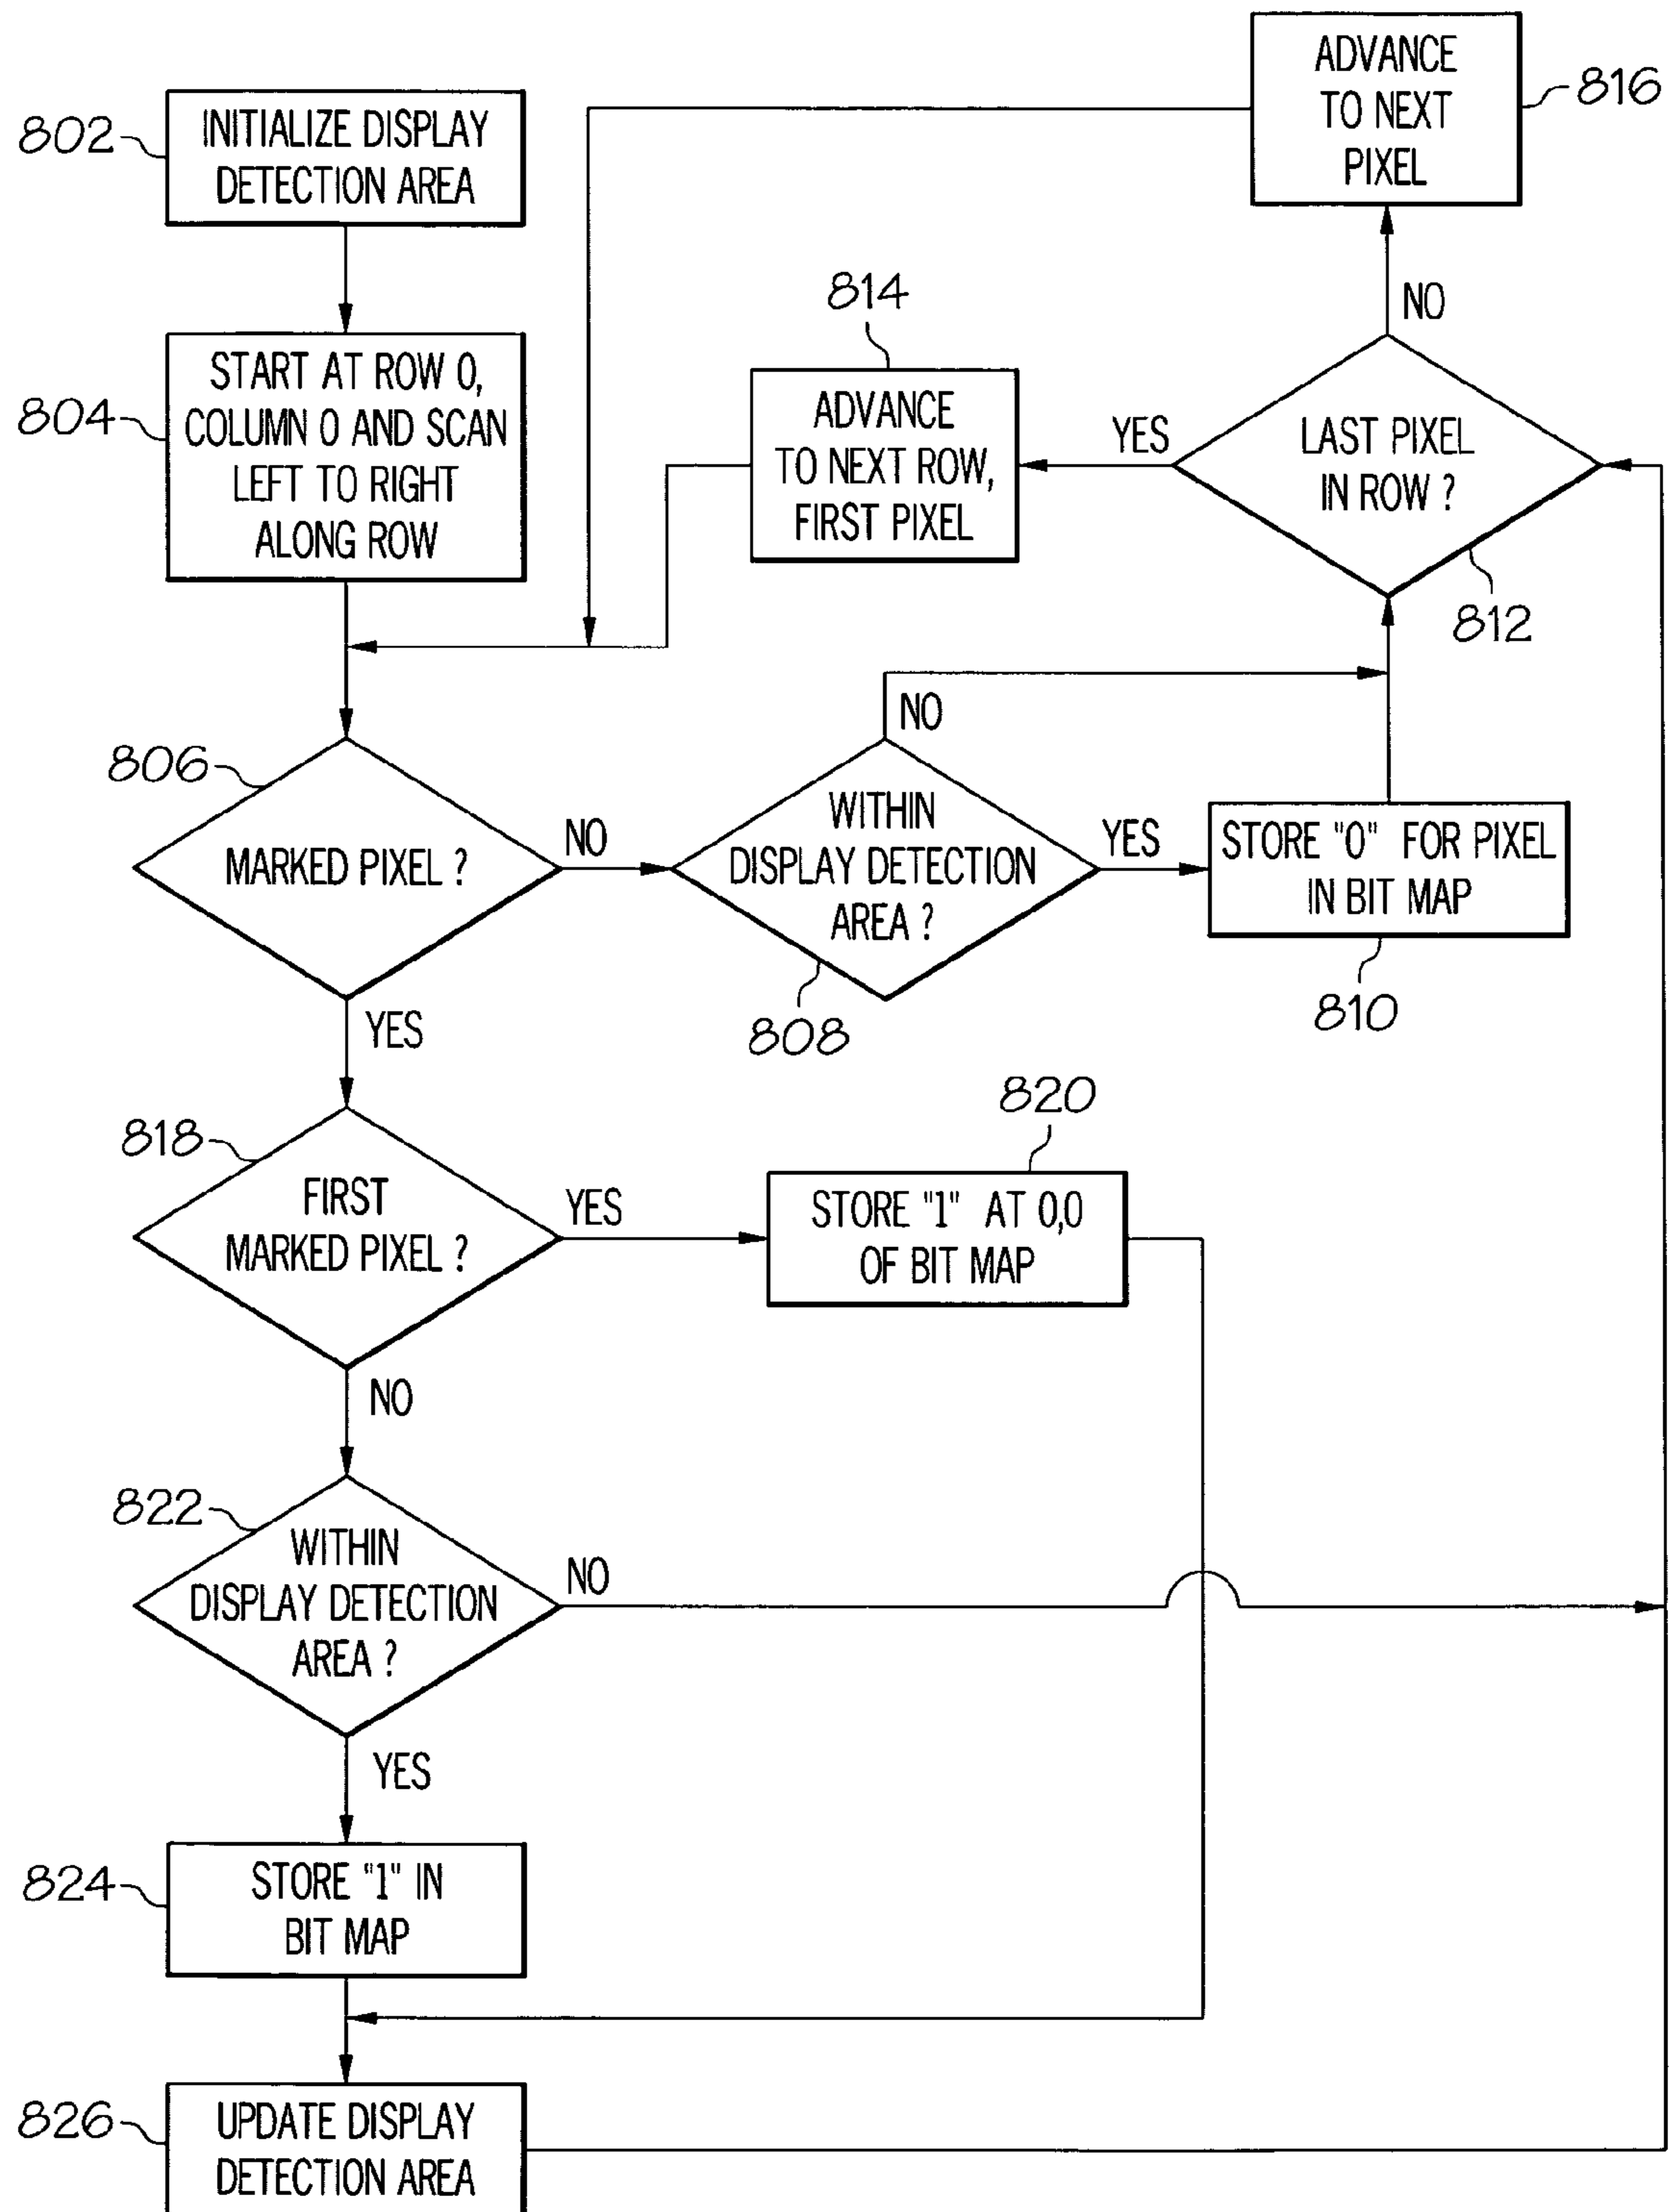 ADVANCE
TO NEXT
PIXEL
816
802
INITIALIZE DISPLAY
DETECTION AREA
NO
814
804
START AT ROW 0,
COLUMN 0 AND SCAN
LEFT TO RIGHT
ALONG ROW
ADVANCE
TO NEXT ROW,
FIRST PIXEL
YES
LAST PIXEL
IN ROW ?
812
806
MARKED PIXEL ?
NO
NO
WITHIN
DISPLAY DETECTION
AREA ?
808
YES
STORE "0" FOR PIXEL
IN BIT MAP
810
YES
818
FIRST
MARKED PIXEL ?
YES
820
STORE "1" AT 0,0
OF BIT MAP
NO
822
WITHIN
DISPLAY DETECTION
AREA ?
NO
YES
824
STORE "1" IN
BIT MAP
826
UPDATE DISPLAY
DETECTION AREA